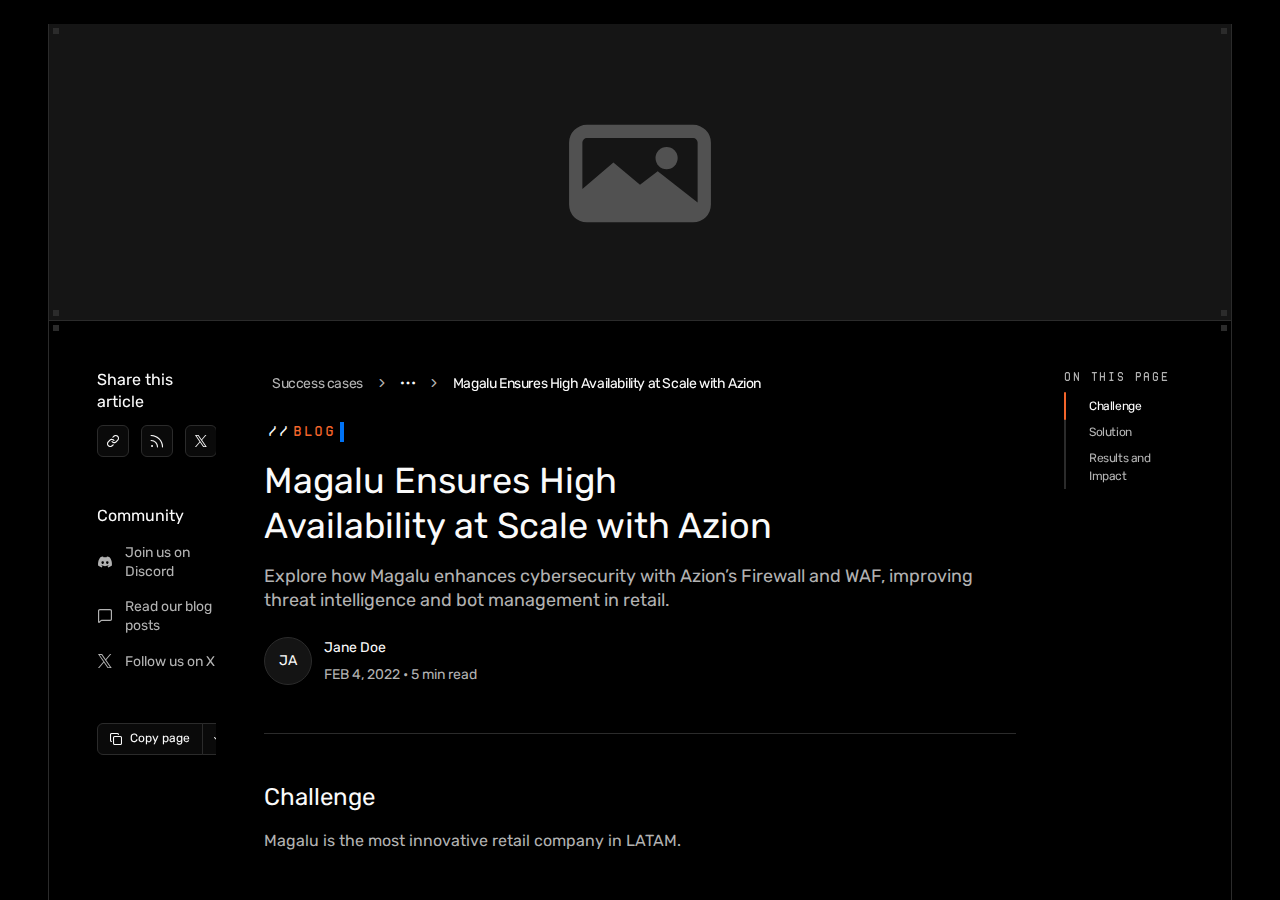 Share this
article
Community
Join us on
Discord
Read our blog
posts
Follow us on X
Copy page
Success cases > ••• > Magalu Ensures High Availability at Scale with Azion
// BLOG
Magalu Ensures High
Availability at Scale with Azion
Explore how Magalu enhances cybersecurity with Azion’s Firewall and WAF, improving
threat intelligence and bot management in retail.
JA
Jane Doe
FEB 4, 2022 • 5 min read
Challenge
Magalu is the most innovative retail company in LATAM.
ON THIS PAGE
Challenge
Solution
Results and
Impact